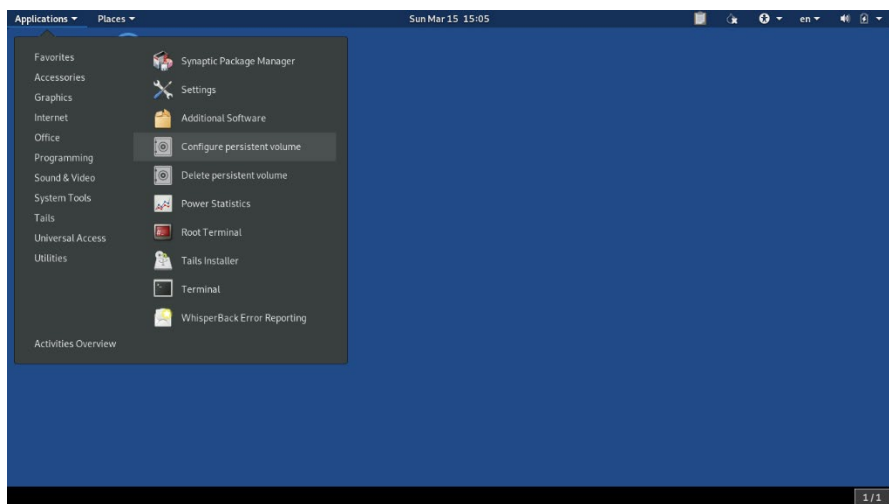 Applications Places Sun Mar 15 15:05 en
Favorites
Accessories
Graphics
Internet
Office
Programming
Sound & Video
System Tools
Tails
Universal Access
Utilities
Activities Overview
Synaptic Package Manager
Settings
Additional Software
Configure persistent volume
Delete persistent volume
Power Statistics
Root Terminal
Tails Installer
Terminal
WhisperBack Error Reporting
1/1